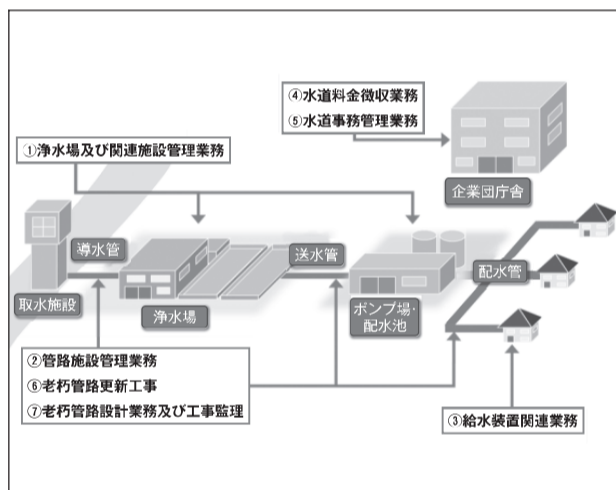 ④水道料金徴収業務
⑤水道事務管理業務
①浄水場及び関連施設管理業務
企業団庁舎
導水管
送水管
配水管
取水施設
浄水場
ポンプ場・
配水池
②管路施設管理業務
⑥老朽管路更新工事
⑦老朽管路設計業務及び工事監理
③給水装置関連業務